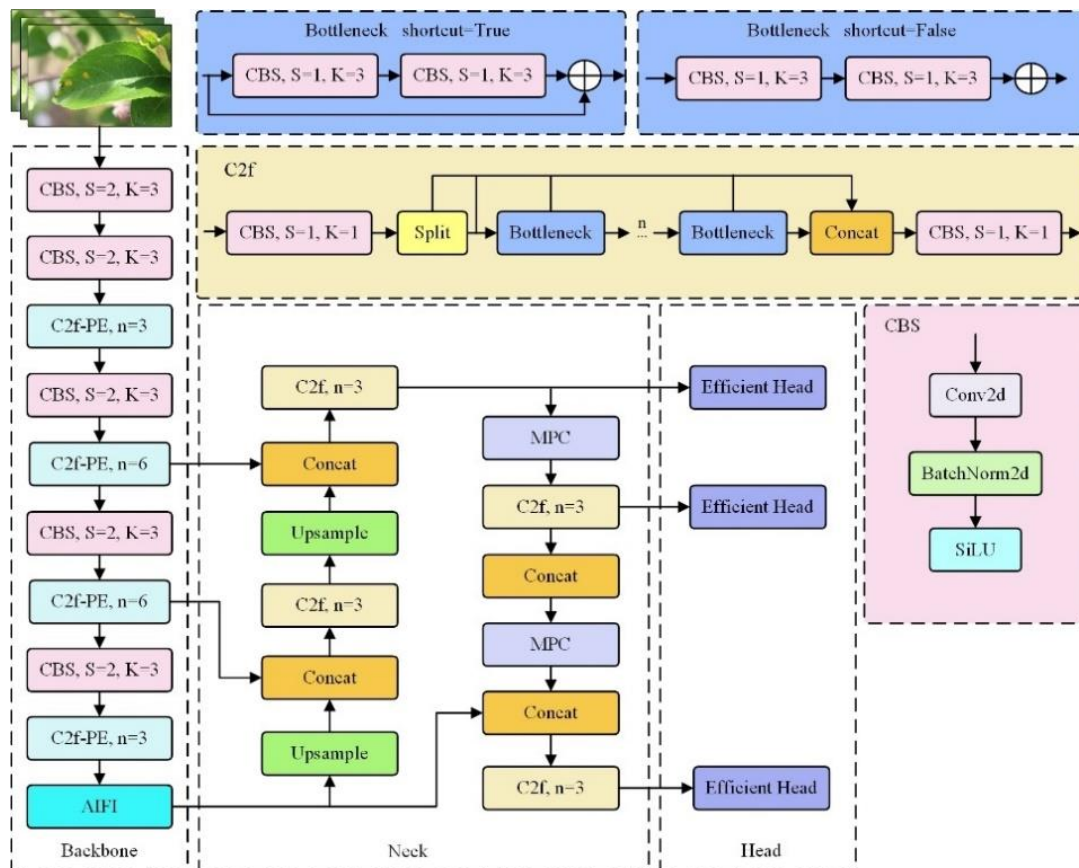 Bottleneck shortcut=True
CBS, S=1, K=3
CBS, S=1, K=3
Bottleneck shortcut=False
CBS, S=1, K=3
CBS, S=1, K=3
C2f
CBS, S=1, K=1
Split
Bottleneck
n
...
Bottleneck
Concat
CBS, S=1, K=1
CBS, S=2, K=3
CBS, S=2, K=3
C2f-PE, n=3
CBS, S=2, K=3
C2f-PE, n=6
CBS, S=2, K=3
C2f-PE, n=6
CBS, S=2, K=3
C2f-PE, n=3
AIFI
Backbone
C2f, n=3
Concat
Upsample
C2f, n=3
Concat
Upsample
MPC
C2f, n=3
Concat
MPC
Concat
C2f, n=3
Neck
Efficient Head
Efficient Head
Efficient Head
Head
CBS
Conv2d
BatchNorm2d
SiLU